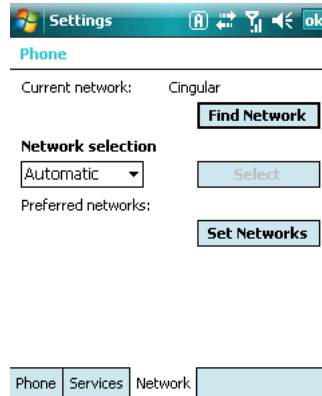 Settings ok
Phone
Current network: Cingular
Find Network
Network selection
Automatic Select
Preferred networks:
Set Networks
Phone Services Network